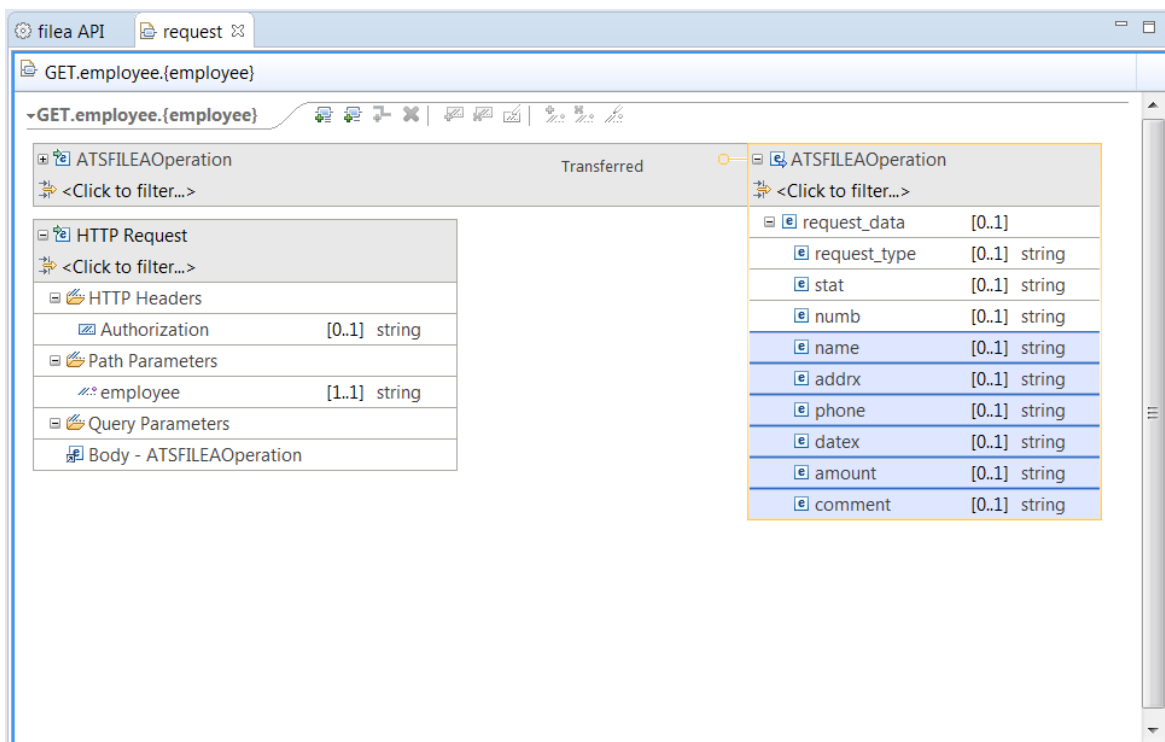 filea API request
GET.employee.{employee}
GET.employee.{employee}
ATSFILEAOperation Transferred ATSFILEAOperation
<Click to filter...> <Click to filter...>
HTTP Request request_data [0..1]
<Click to filter...> request_type [0..1] string
HTTP Headers stat [0..1] string
Authorization [0..1] string numb [0..1] string
Path Parameters name [0..1] string
employee [1..1] string addrx [0..1] string
Query Parameters phone [0..1] string
Body - ATSFILEAOperation datex [0..1] string
amount [0..1] string
comment [0..1] string